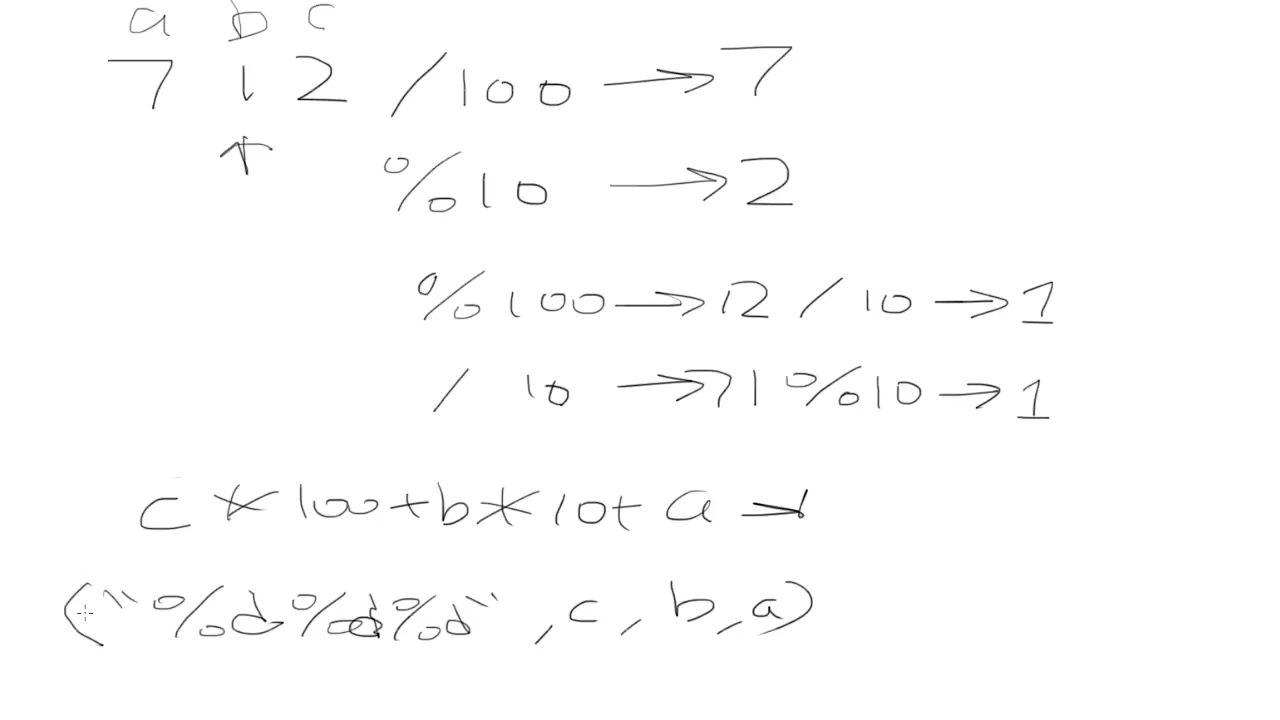 a b c
7 1 2 / 100 → 7
↑ % 10 → 2
% 100 → 12 / 10 → 1
/ 10 → 71 % 10 → 1
c * 100 + b * 10 + a →
("%d%d%d", c, b, a)